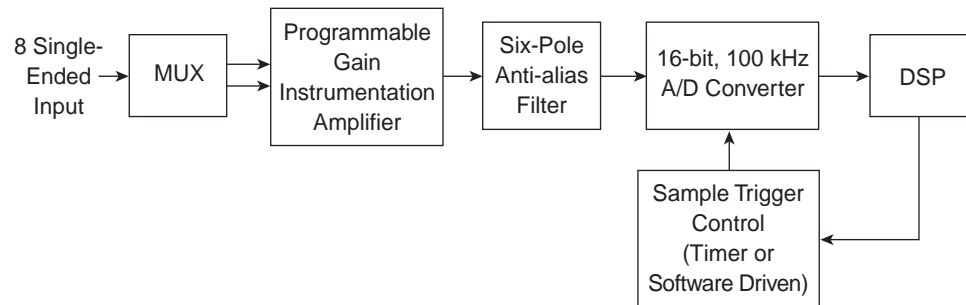 8 Single-
Ended
Input
MUX
Programmable
Gain
Instrumentation
Amplifier
Six-Pole
Anti-alias
Filter
16-bit, 100 kHz
A/D Converter
DSP
Sample Trigger
Control
(Timer or
Software Driven)